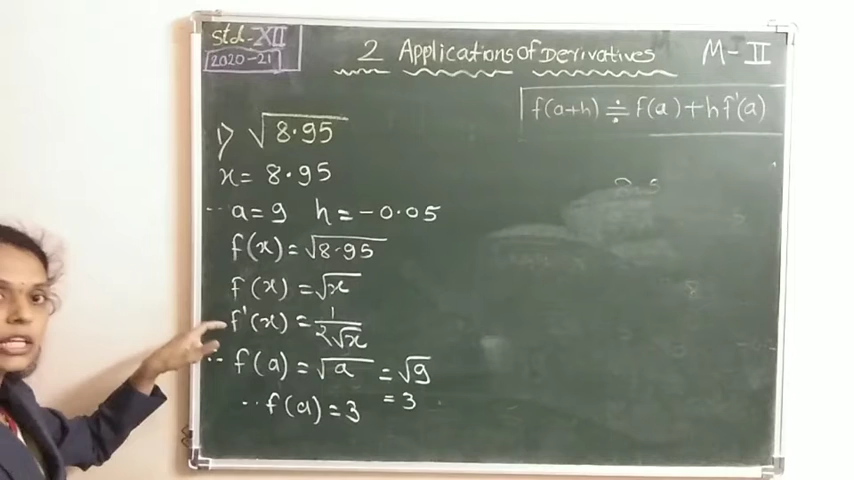 Std-XII
2020-21
2 Applications of Derivatives
M-II
f(a+h) ≑ f(a)+hf'(a)
1) √8.95
x= 8.95
∴ a=9 h=-0.05
f(x)=√8.95
f(x)=√x
f'(x)=1/2√x
∴ f(a)=√a =√9
∴ f(a)=3 =3